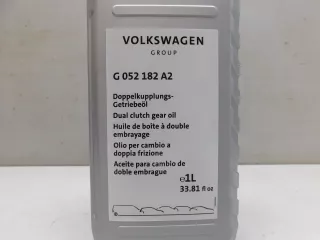 VOLKSWAGEN
GROUP
G 052 182 A2
Doppelkupplungs-
Getriebeöl
Dual clutch gear oil
Huile de boîte à double
embrayage
Olio per cambio a
doppia frizione
Aceite para cambio de
doble embrague
℮1L
33.81 fl oz